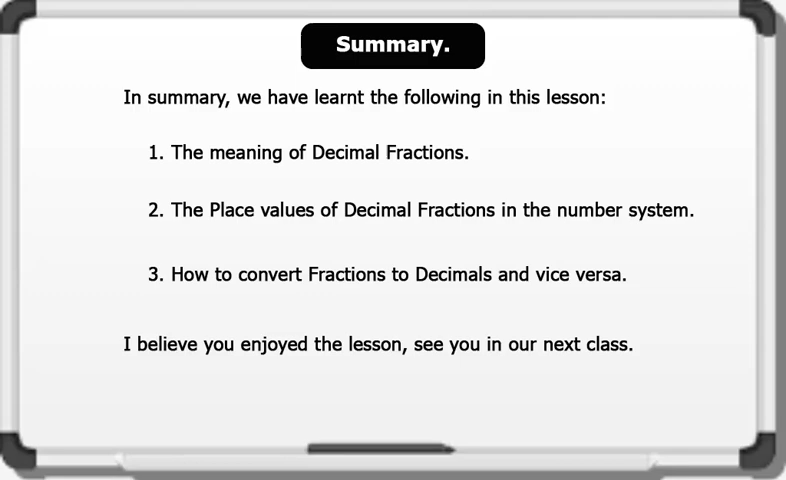 Summary.
In summary, we have learnt the following in this lesson:
1. The meaning of Decimal Fractions.
2. The Place values of Decimal Fractions in the number system.
3. How to convert Fractions to Decimals and vice versa.
I believe you enjoyed the lesson, see you in our next class.